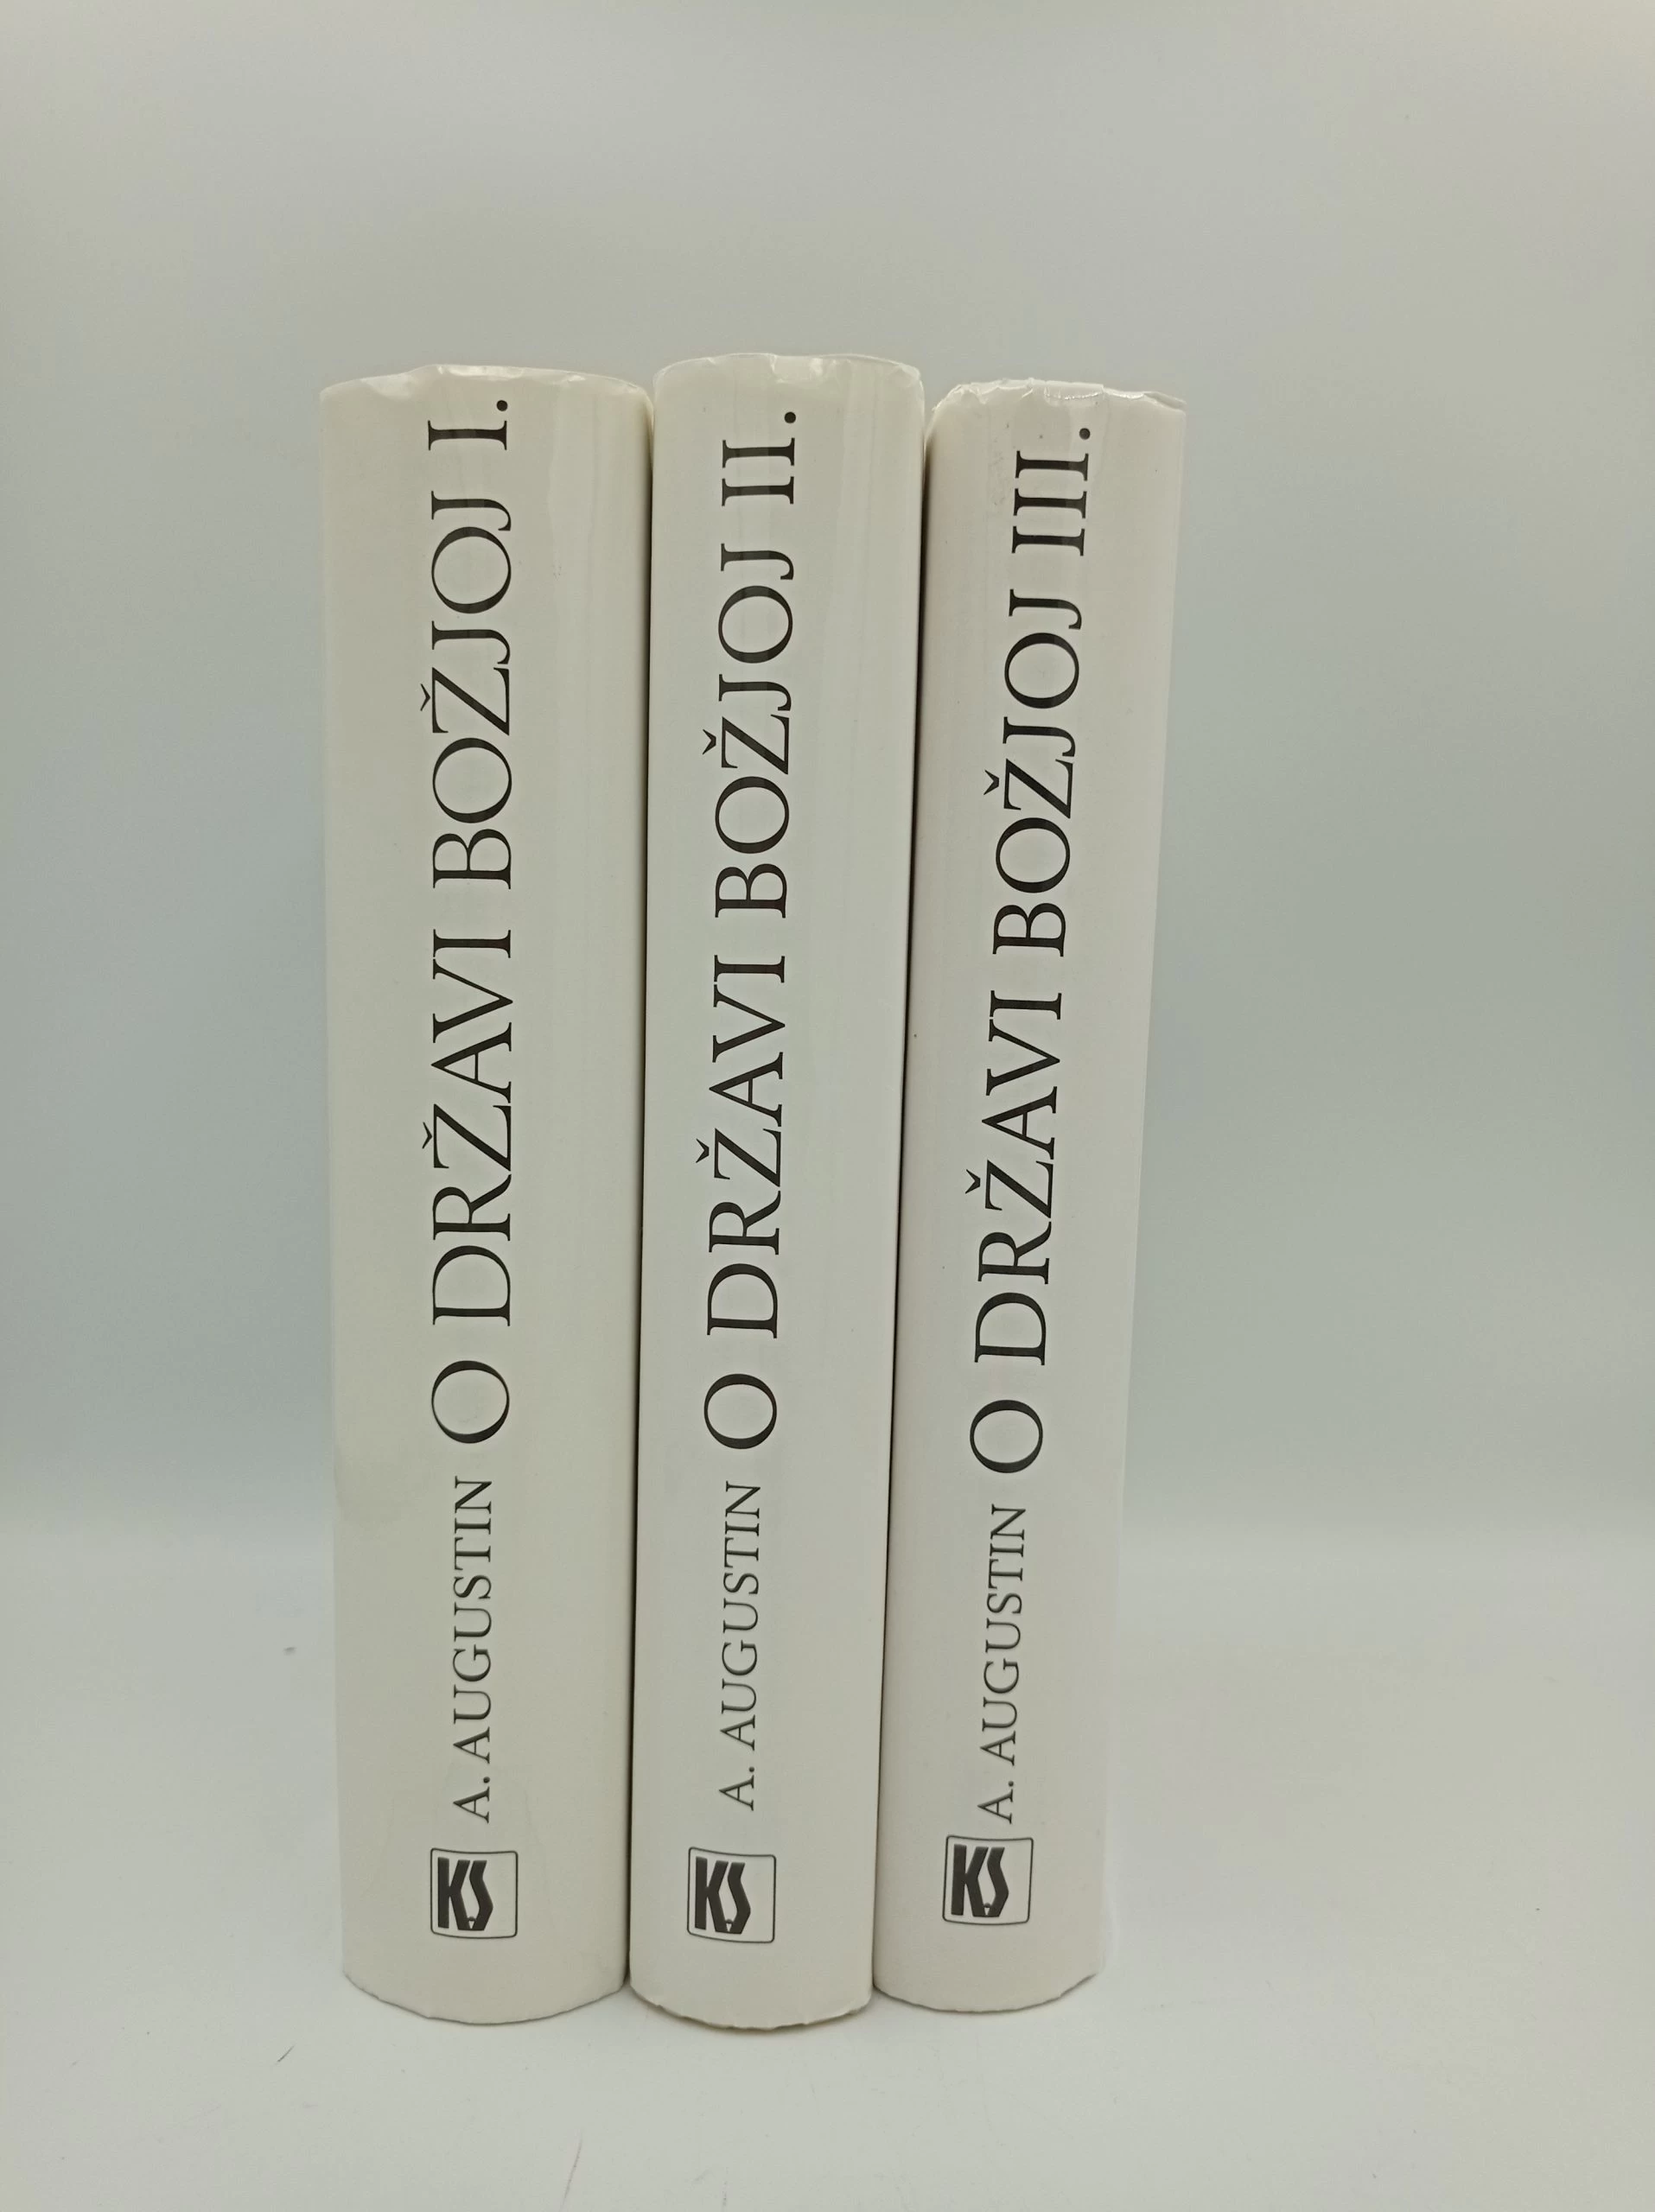 A. AUGUSTIN O DRŽAVI BOŽJOJ I.
KS
A. AUGUSTIN O DRŽAVI BOŽJOJ II.
KS
A. AUGUSTIN O DRŽAVI BOŽJOJ III.
KS